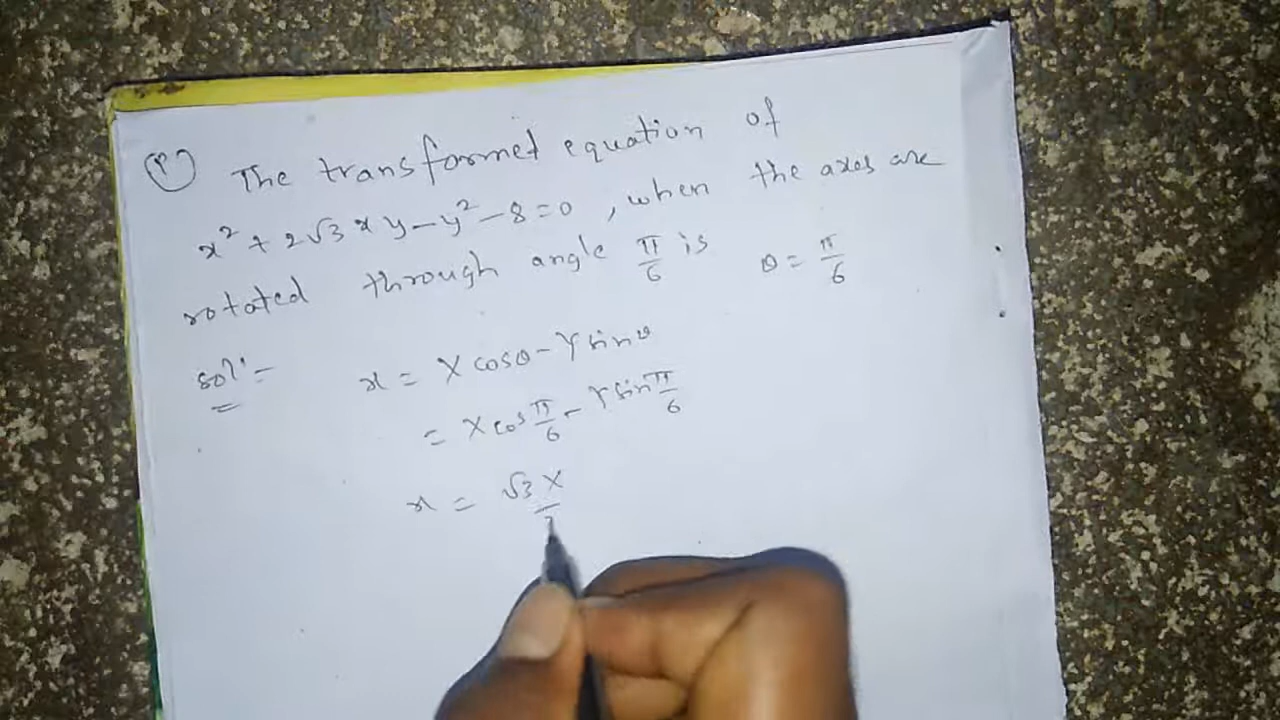 The transformed equation of
x² + 2√3 x y - y² - 8 = 0 , when the axes are
rotated through angle π/6 is θ = π/6
sol:-
x = X cosθ - Y sinθ
= X cos π/6 - Y sin π/6
x = √3 X